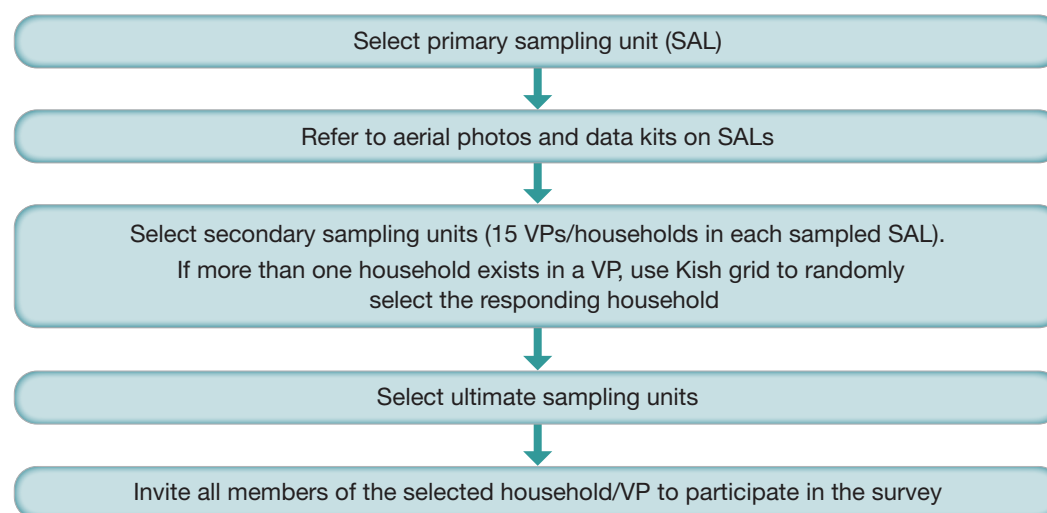 Select primary sampling unit (SAL)
Refer to aerial photos and data kits on SALs
Select secondary sampling units (15 VPs/households in each sampled SAL).
If more than one household exists in a VP, use Kish grid to randomly
select the responding household
Select ultimate sampling units
Invite all members of the selected household/VP to participate in the survey